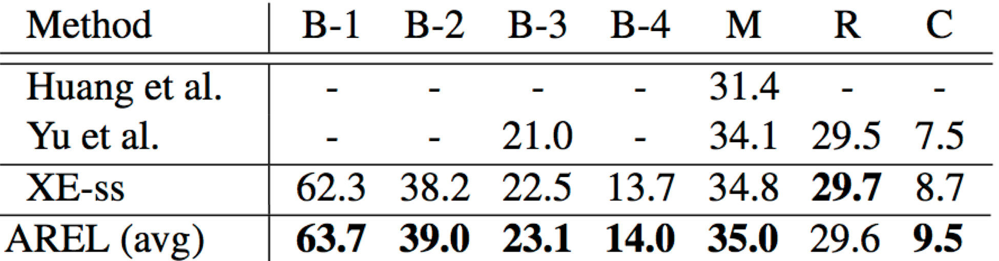 Method B-1 B-2 B-3 B-4 M R C
Huang et al. - - - - 31.4 - -
Yu et al. - - 21.0 - 34.1 29.5 7.5
XE-ss 62.3 38.2 22.5 13.7 34.8 29.7 8.7
AREL (avg) 63.7 39.0 23.1 14.0 35.0 29.6 9.5